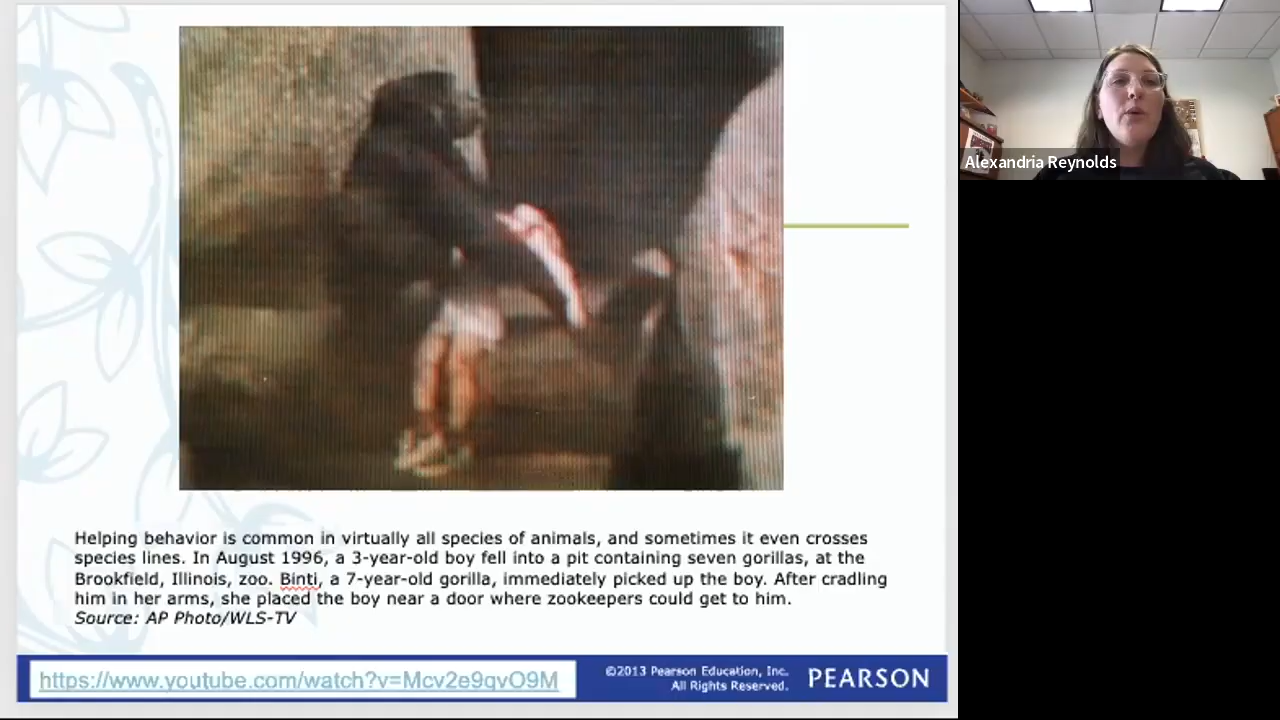 Alexandria Reynolds
Helping behavior is common in virtually all species of animals, and sometimes it even crosses
species lines. In August 1996, a 3-year-old boy fell into a pit containing seven gorillas, at the
Brookfield, Illinois, zoo. Binti, a 7-year-old gorilla, immediately picked up the boy. After cradling
him in her arms, she placed the boy near a door where zookeepers could get to him.
Source: AP Photo/WLS-TV
https://www.youtube.com/watch?v=Mcv2e9qvO9M
©2013 Pearson Education, Inc.
All Rights Reserved.
PEARSON